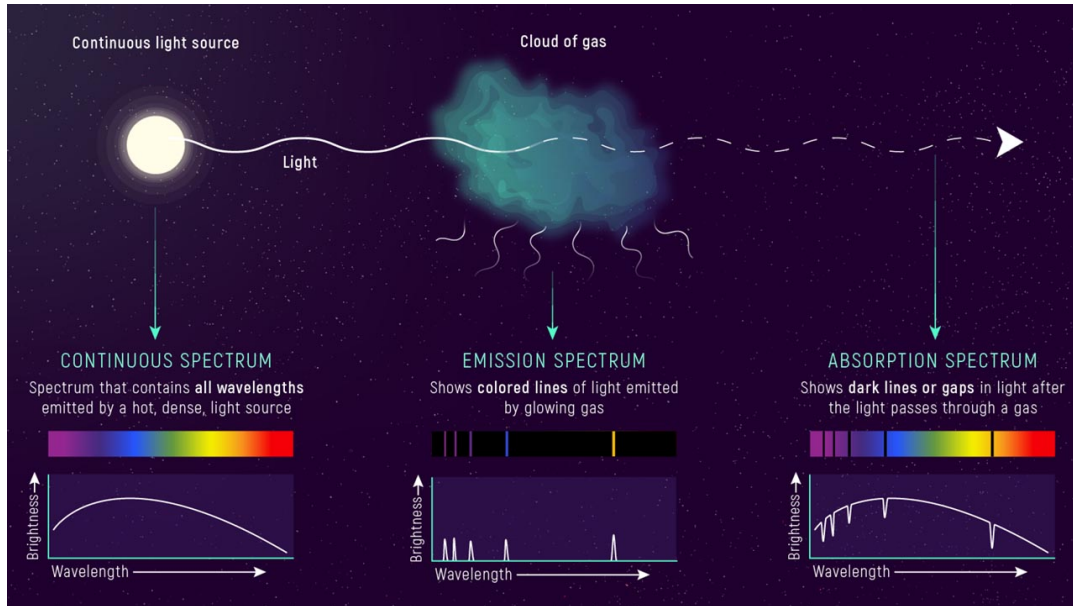 Continuous light source
Cloud of gas
Light
CONTINUOUS SPECTRUM
Spectrum that contains all wavelengths
emitted by a hot, dense, light source
Brightness
Wavelength
EMISSION SPECTRUM
Shows colored lines of light emitted
by glowing gas
Brightness
Wavelength
ABSORPTION SPECTRUM
Shows dark lines or gaps in light after
the light passes through a gas
Brightness
Wavelength